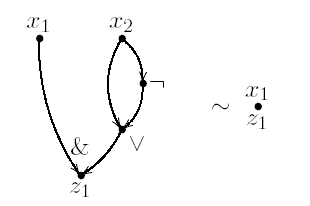 x₁ x₂
¬
~ x₁
z₁
&
∨
z₁